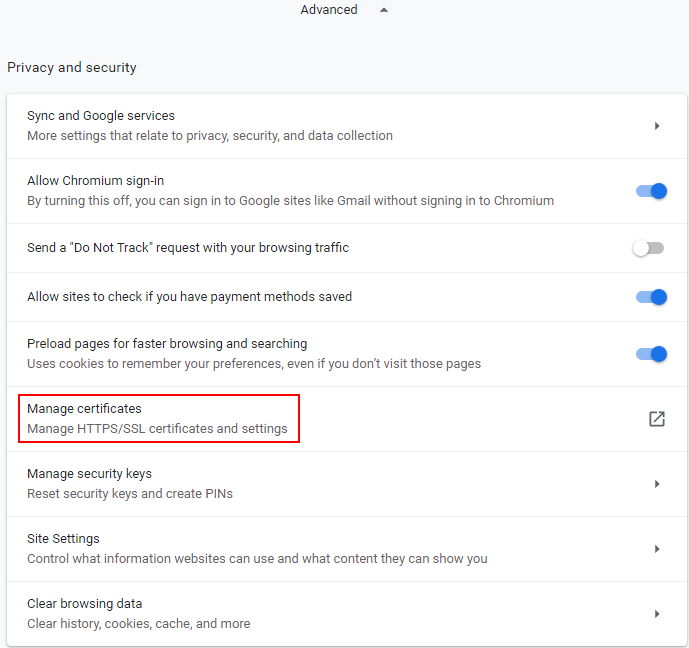 Advanced
Privacy and security
Sync and Google services
More settings that relate to privacy, security, and data collection
Allow Chromium sign-in
By turning this off, you can sign in to Google sites like Gmail without signing in to Chromium
Send a "Do Not Track" request with your browsing traffic
Allow sites to check if you have payment methods saved
Preload pages for faster browsing and searching
Uses cookies to remember your preferences, even if you don’t visit those pages
Manage certificates
Manage HTTPS/SSL certificates and settings
Manage security keys
Reset security keys and create PINs
Site Settings
Control what information websites can use and what content they can show you
Clear browsing data
Clear history, cookies, cache, and more